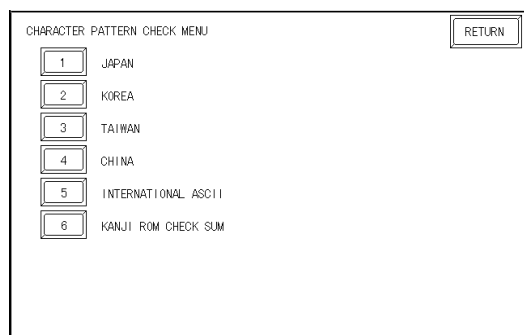 CHARACTER PATTERN CHECK MENU
RETURN
1 JAPAN
2 KOREA
3 TAIWAN
4 CHINA
5 INTERNATIONAL ASCII
6 KANJI ROM CHECK SUM